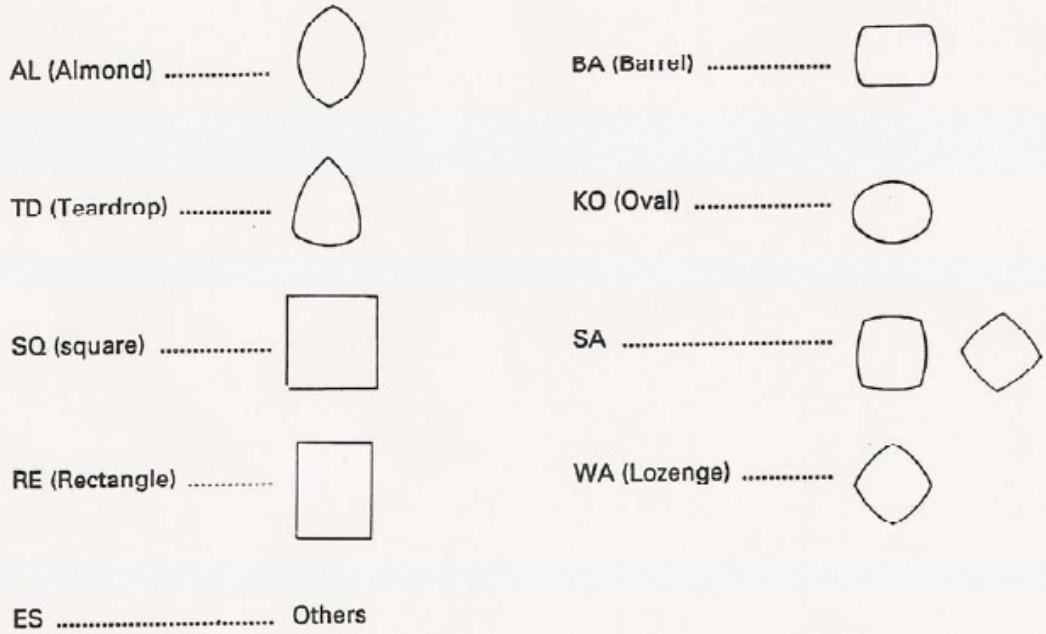 AL (Almond) ....................
TD (Teardrop) .................
SQ (square) .....................
RE (Rectangle) ................
ES ........................................ Others
BA (Barrel) ........................
KO (Oval) ..........................
SA .......................................
WA (Lozenge) .................